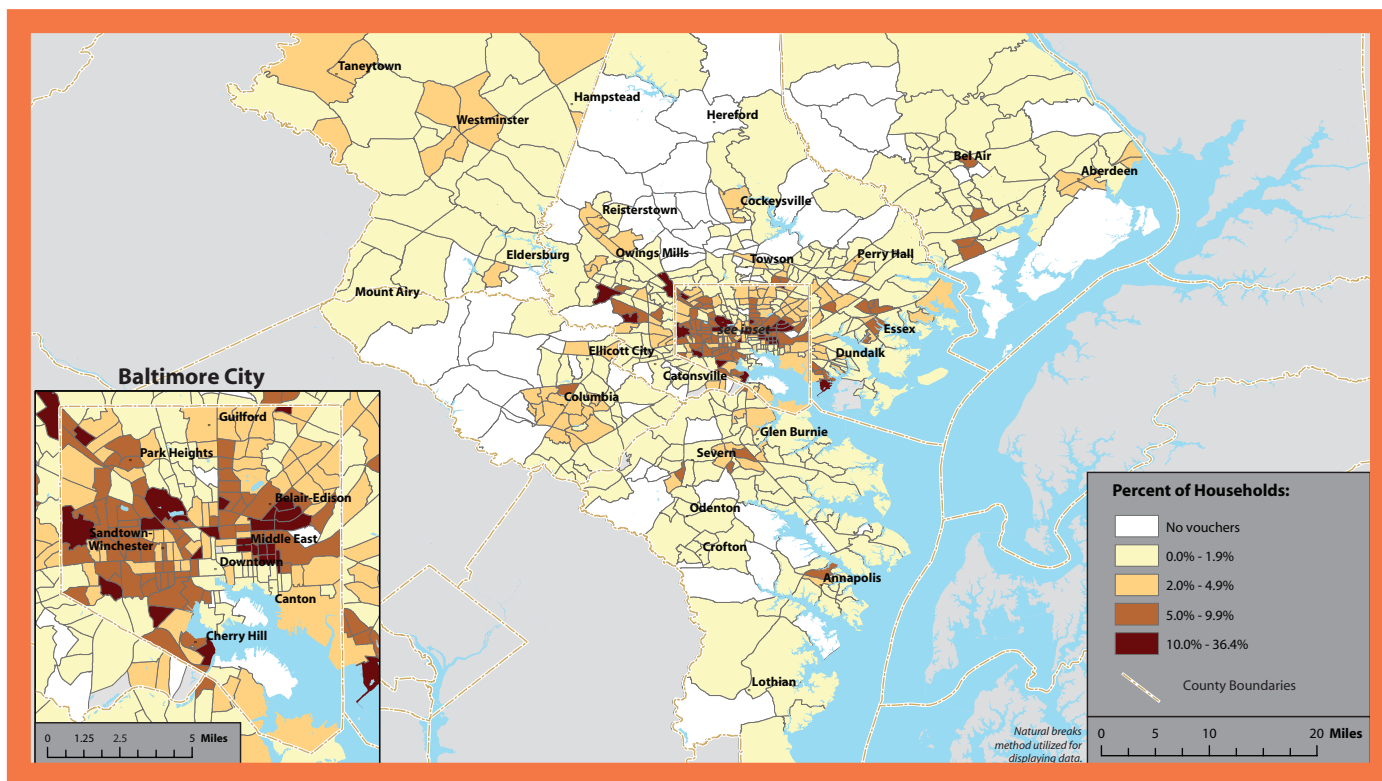 Taneytown
Hampstead
Westminster
Hereford
Bel Air
Aberdeen
Reisterstown
Cockeysville
Eldersburg
Owings Mills
Towson
Perry Hall
Mount Airy
see inset
Essex
Ellicott City
Dundalk
Catonsville
Columbia
Glen Burnie
Severn
Odenton
Crofton
Annapolis
Lothian
Baltimore City
Guilford
Park Heights
Belair-Edison
Sandtown-
Winchester
Middle East
Downtown
Canton
Cherry Hill
0 1.25 2.5 5 Miles
Percent of Households:
No vouchers
0.0% - 1.9%
2.0% - 4.9%
5.0% - 9.9%
10.0% - 36.4%
County Boundaries
Natural breaks
method utilized for
displaying data.
0 5 10 20 Miles